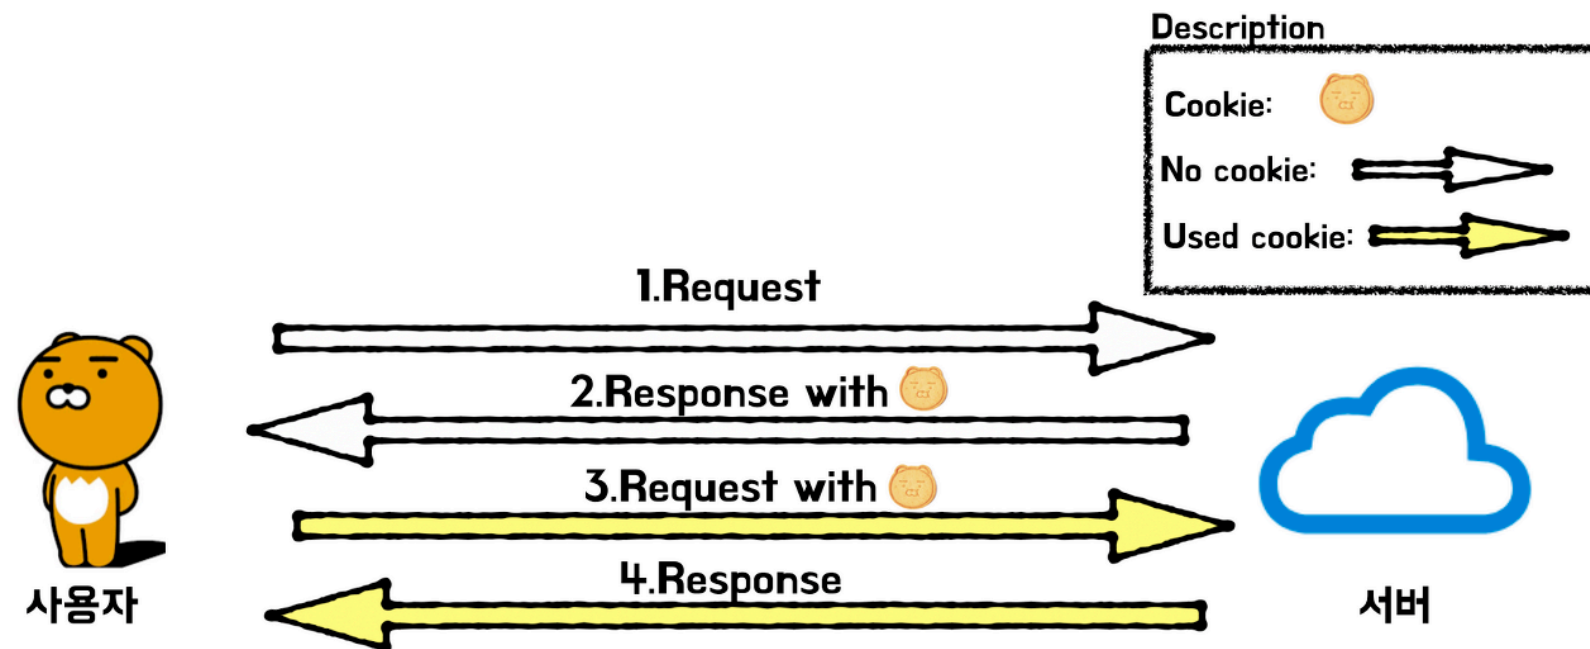 Description
Cookie:
No cookie:
Used cookie:
1.Request
2.Response with
3.Request with
4.Response
사용자
서버